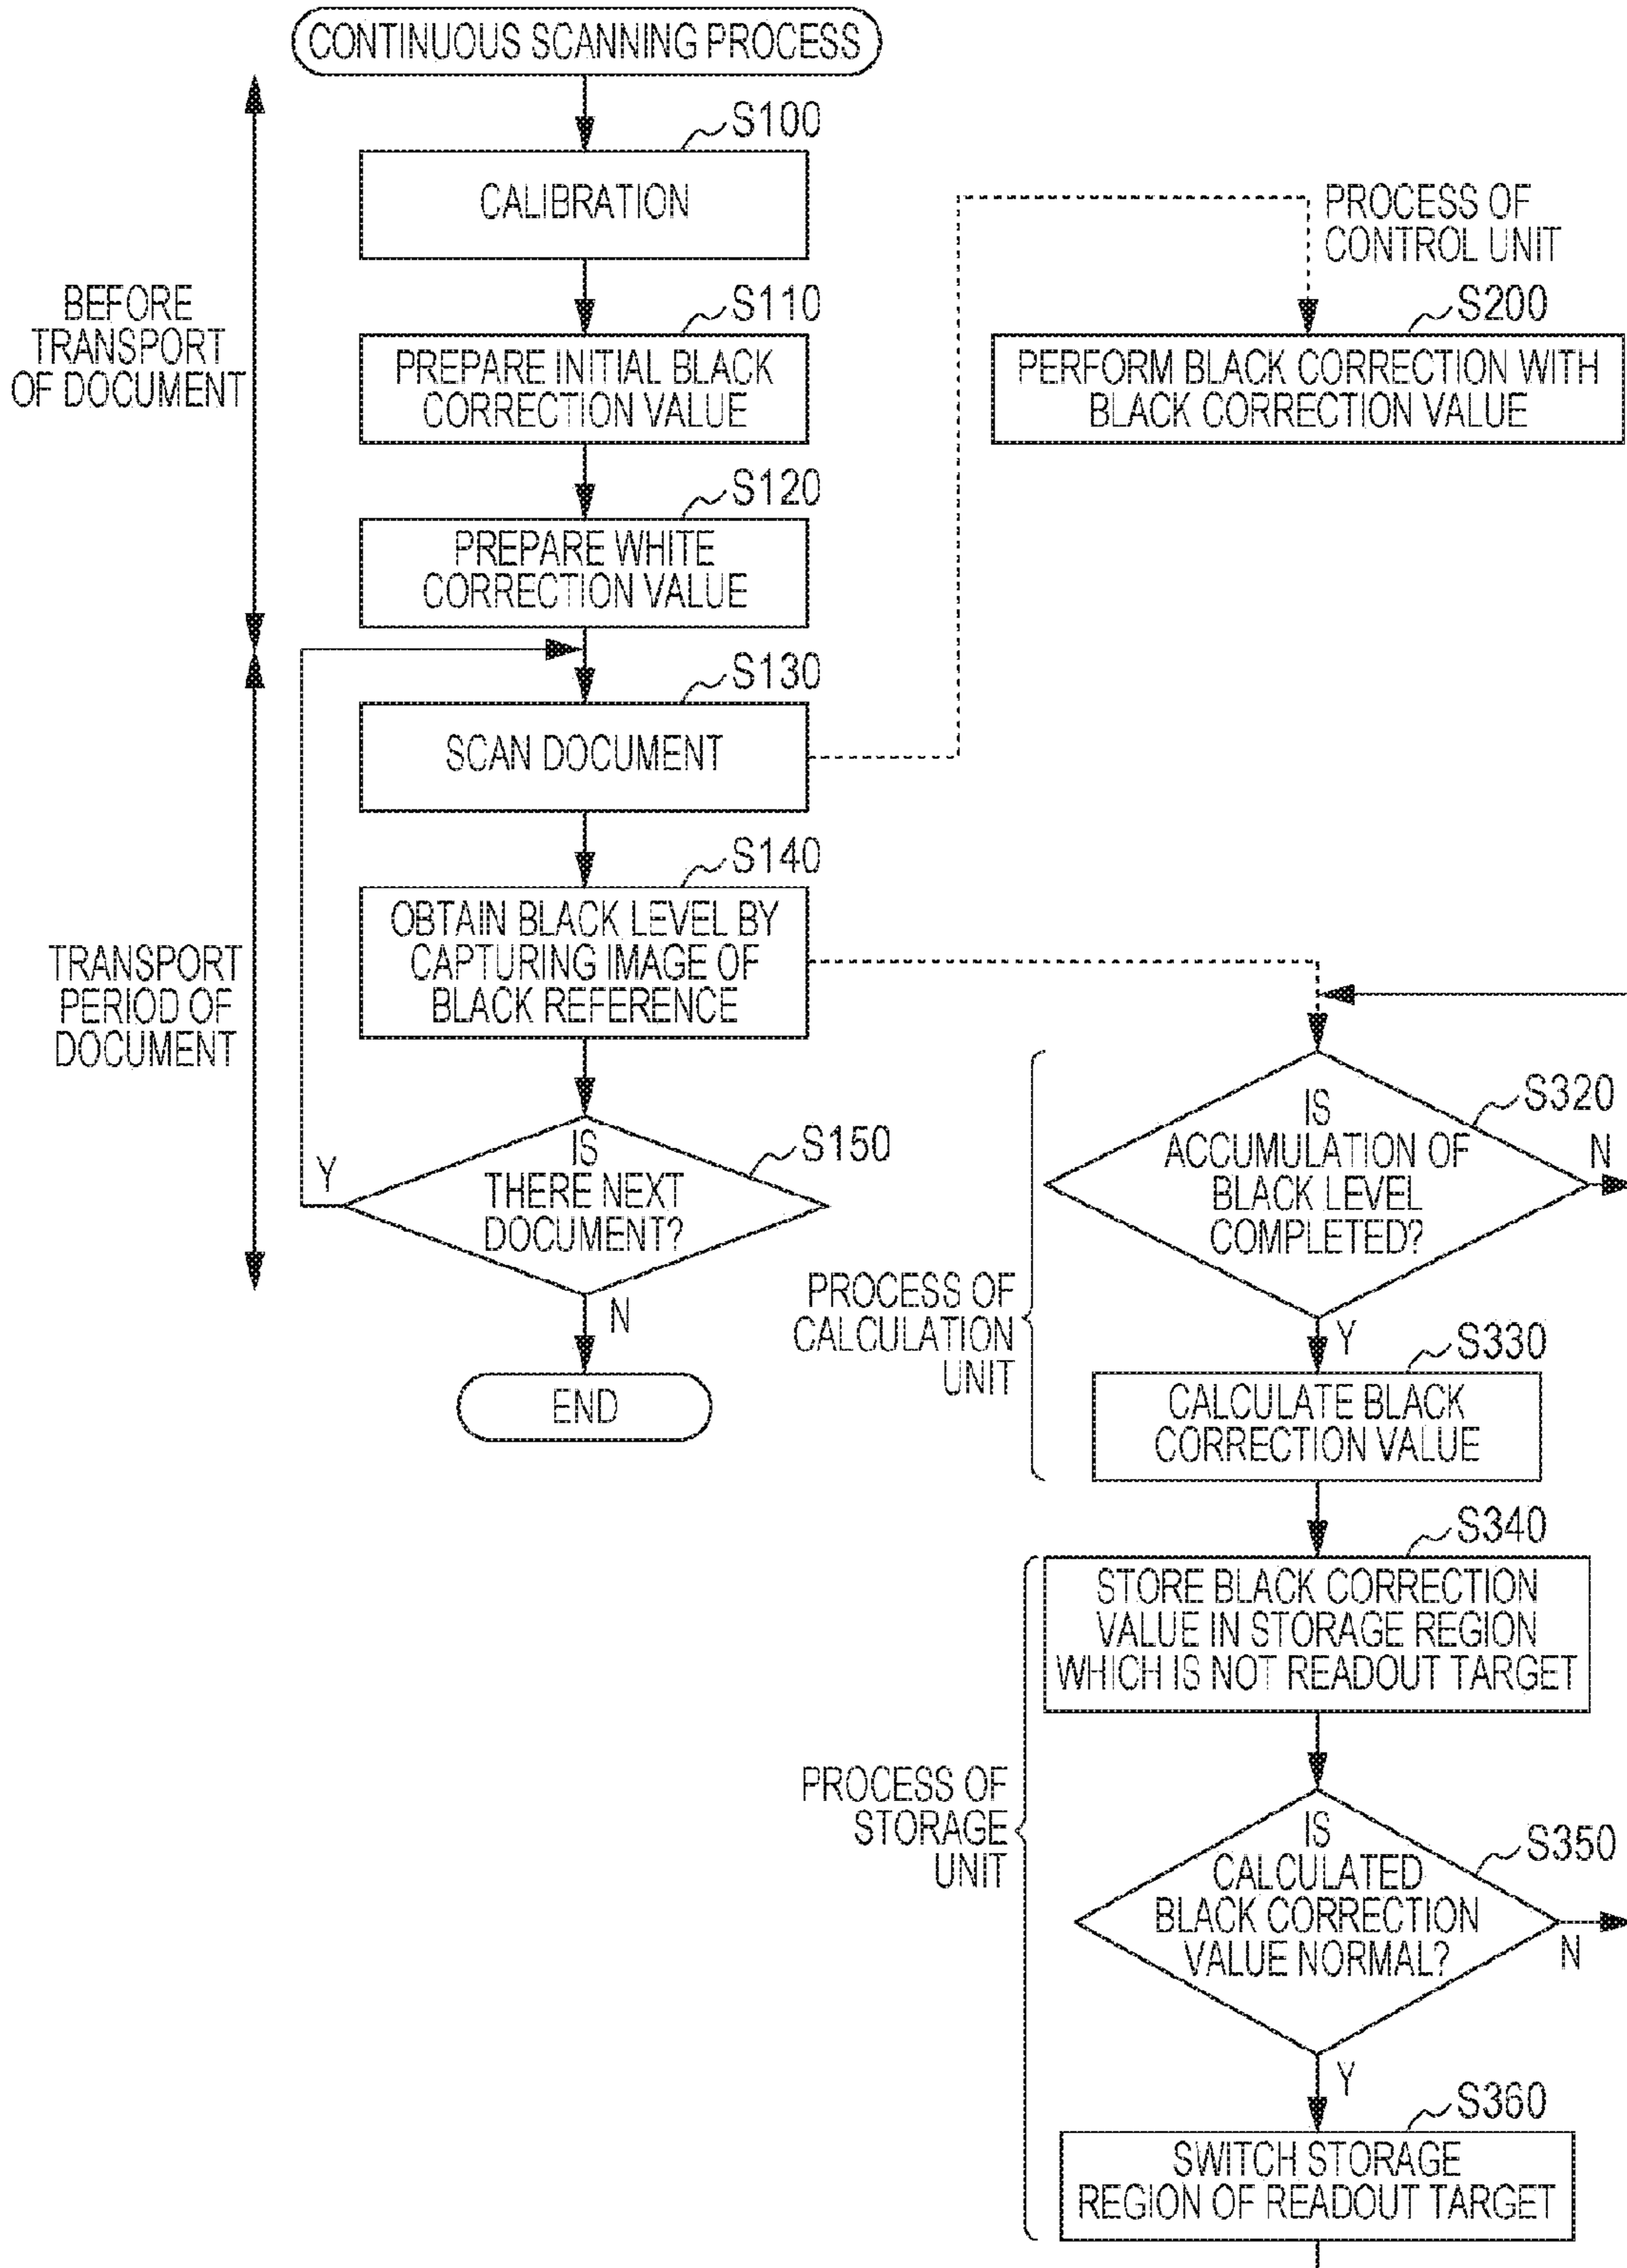 CONTINUOUS SCANNING PROCESS
S100
CALIBRATION
BEFORE
TRANSPORT
OF DOCUMENT
S110
PREPARE INITIAL BLACK
CORRECTION VALUE
S120
PREPARE WHITE
CORRECTION VALUE
PROCESS OF
CONTROL UNIT
S200
PERFORM BLACK CORRECTION WITH
BLACK CORRECTION VALUE
S130
SCAN DOCUMENT
TRANSPORT
PERIOD OF
DOCUMENT
S140
OBTAIN BLACK LEVEL BY
CAPTURING IMAGE OF
BLACK REFERENCE
S150
IS
THERE NEXT
DOCUMENT?
Y
N
END
PROCESS OF
CALCULATION
UNIT
S320
IS
ACCUMULATION OF
BLACK LEVEL
COMPLETED?
N
Y
S330
CALCULATE BLACK
CORRECTION VALUE
PROCESS OF
STORAGE
UNIT
S340
STORE BLACK CORRECTION
VALUE IN STORAGE REGION
WHICH IS NOT READOUT TARGET
S350
IS
CALCULATED
BLACK CORRECTION
VALUE NORMAL?
N
Y
S360
SWITCH STORAGE
REGION OF READOUT TARGET